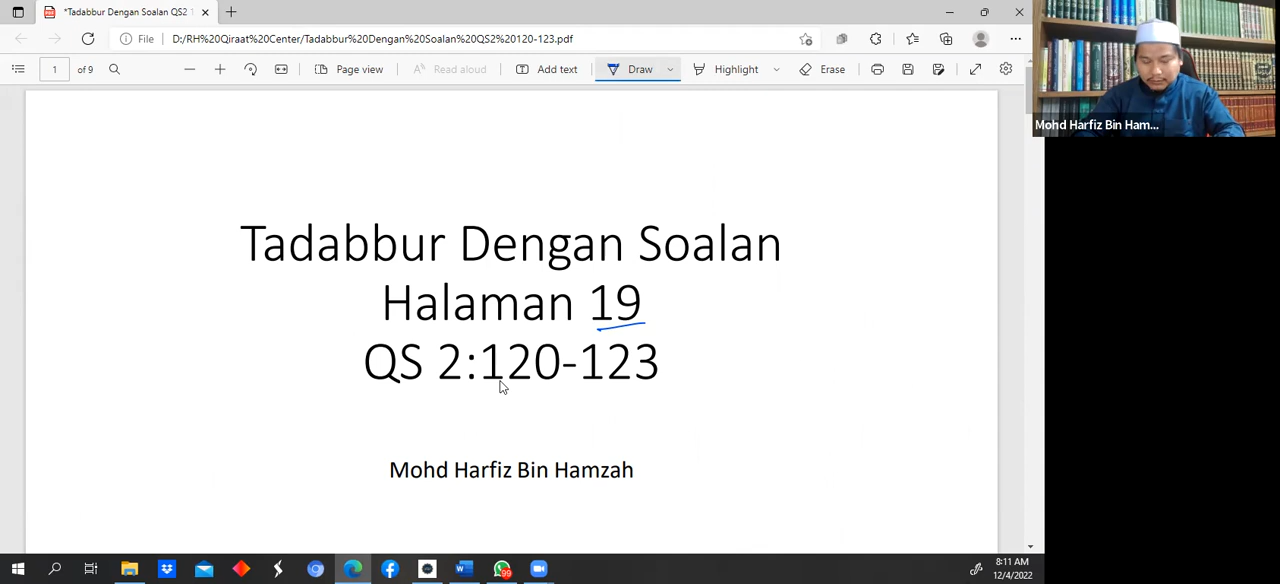 *Tadabbur Dengan Soalan QS2 1
File
D:/RH%20Qiraat%20Center/Tadabbur%20Dengan%20Soalan%20QS2%20120-123.pdf
1 of 9
Page view
Read aloud
Add text
Draw
Highlight
Erase
Mohd Harfiz Bin Ham...
Tadabbur Dengan Soalan
Halaman 19
QS 2:120-123
Mohd Harfiz Bin Hamzah
99
8:11 AM
12/4/2022